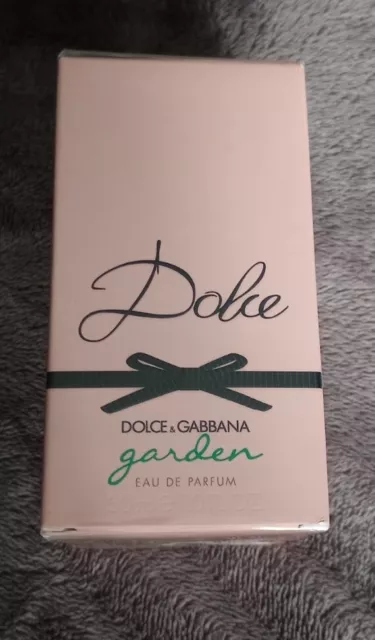 Dolce
DOLCE & GABBANA
garden
EAU DE PARFUM